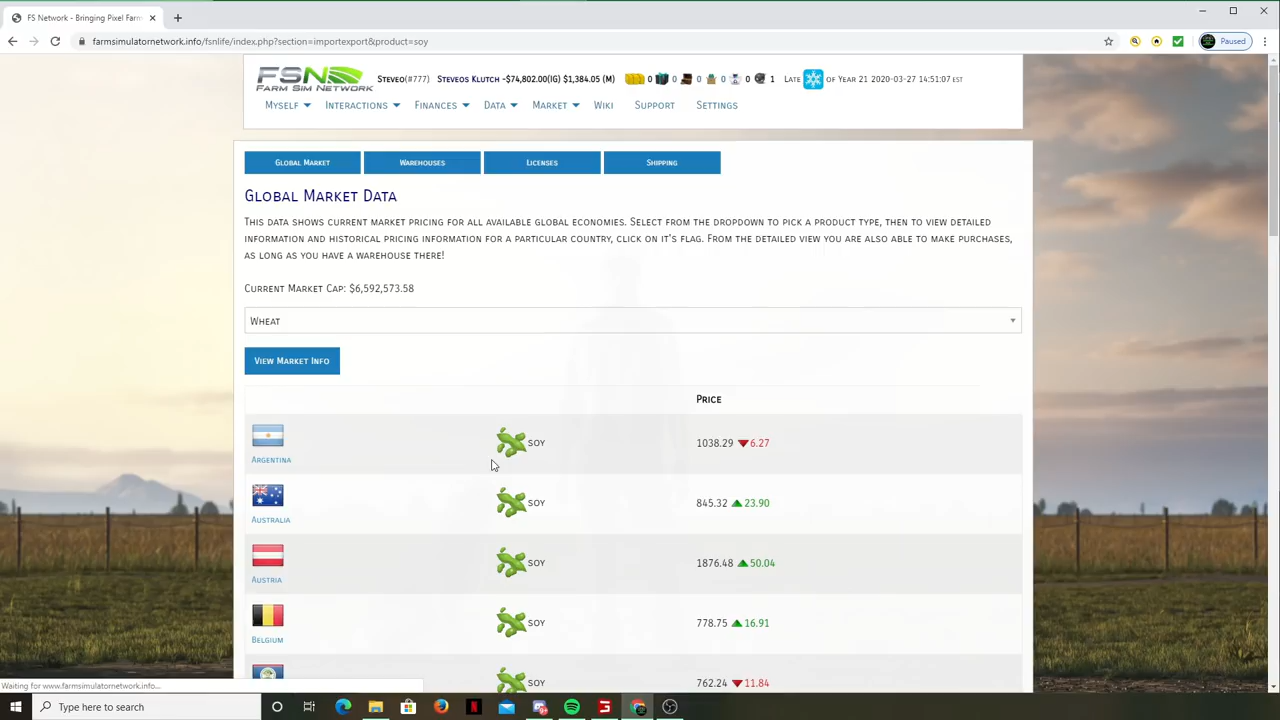 FS Network - Bringing Pixel Farm
Paused
farmsimulatornetwork.info/fsnlife/index.php?section=importexport&product=soy
FSN
FARM SIM NETWORK
Steveo(#777) Steveos Klutch -$74,802.00(IG) $1,384.05 (M) 0 0 0 0 0 1 Late of Year 21 2020-03-27 14:51:07 EST
Myself Interactions Finances Data Market Wiki Support Settings
Global Market Warehouses Licenses Shipping
Global Market Data
This data shows current market pricing for all available global economies. Select from the dropdown to pick a product type, then to view detailed
information and historical pricing information for a particular country, click on it's flag. From the detailed view you are also able to make purchases,
as long as you have a warehouse there!
Current Market Cap: $6,592,573.58
Wheat
View Market Info
Price
Argentina soy 1038.29 6.27
Australia soy 845.32 23.90
Austria soy 1876.48 50.04
Belgium soy 778.75 16.91
soy 762.24 11.84
Waiting for www.farmsimulatornetwork.info...
Type here to search